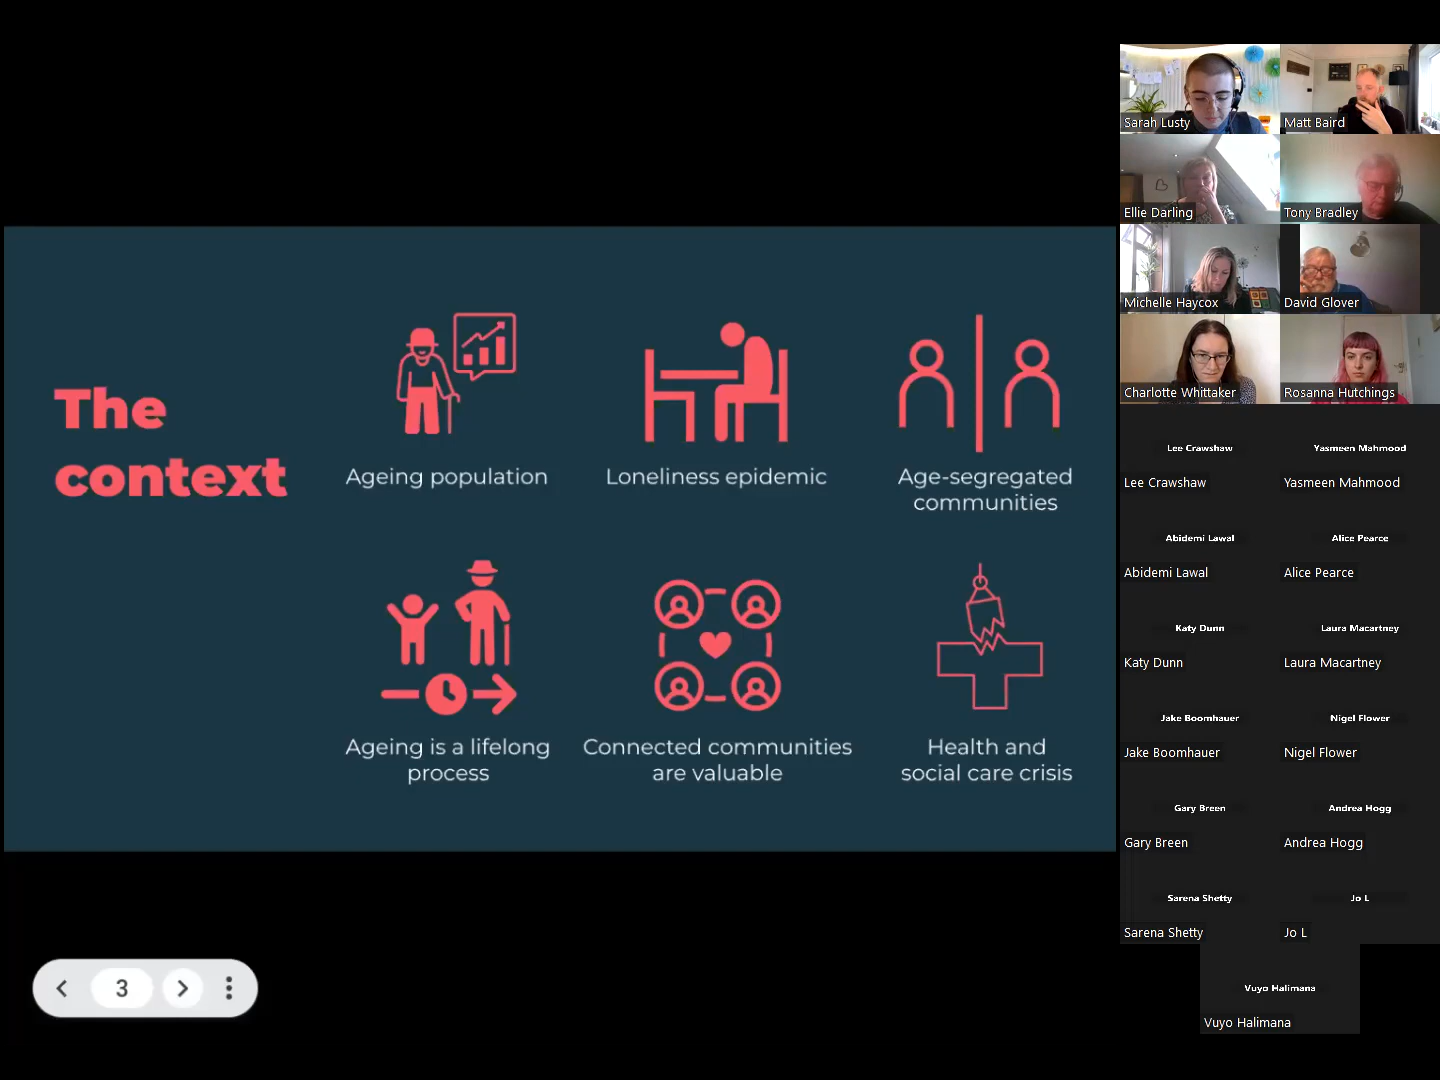 The
context
Ageing population
Loneliness epidemic
Age-segregated
communities
Ageing is a lifelong
process
Connected communities
are valuable
Health and
social care crisis
3
Sarah Lusty
Matt Baird
Ellie Darling
Tony Bradley
Michelle Haycox
David Glover
Charlotte Whittaker
Rosanna Hutchings
Lee Crawshaw
Lee Crawshaw
Yasmeen Mahmood
Yasmeen Mahmood
Abidemi Lawal
Abidemi Lawal
Alice Pearce
Alice Pearce
Katy Dunn
Katy Dunn
Laura Macartney
Laura Macartney
Jake Boomhauer
Jake Boomhauer
Nigel Flower
Nigel Flower
Gary Breen
Gary Breen
Andrea Hogg
Andrea Hogg
Sarena Shetty
Sarena Shetty
Jo L
Jo L
Vuyo Halimana
Vuyo Halimana